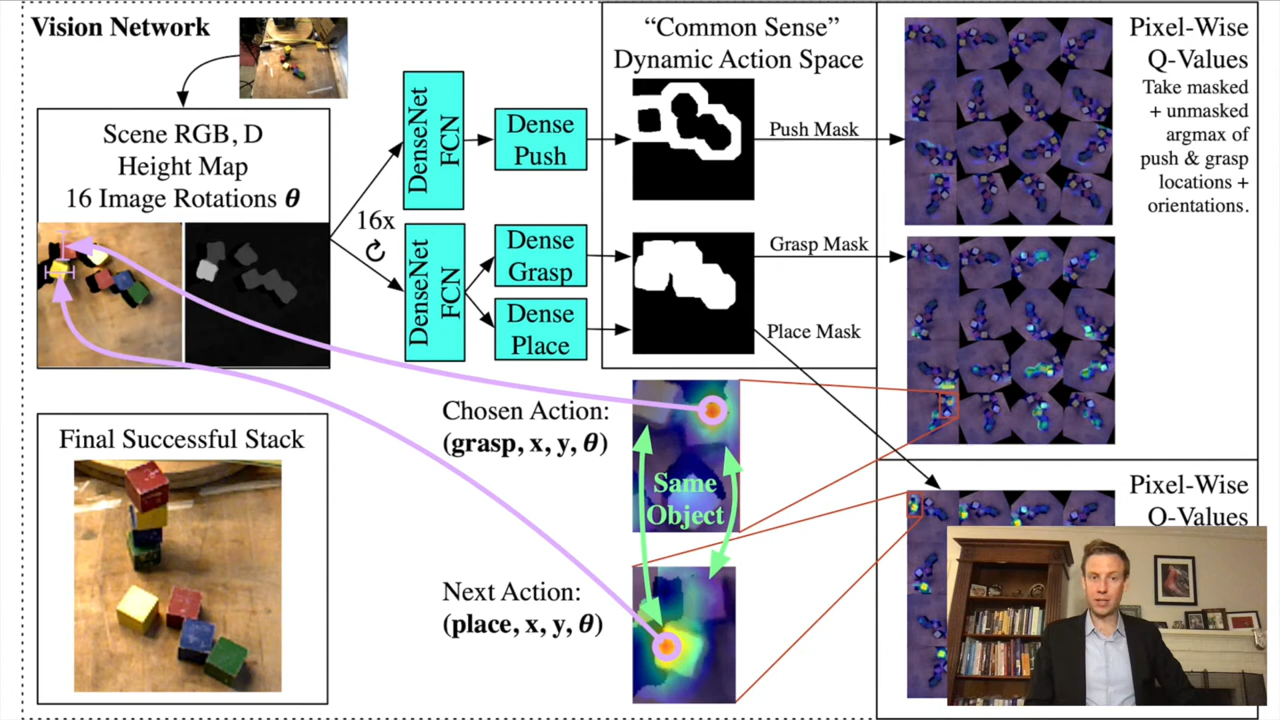 Vision Network
Scene RGB, D
Height Map
16 Image Rotations θ
16x
DenseNet
FCN
DenseNet
FCN
Dense
Push
Dense
Grasp
Dense
Place
“Common Sense”
Dynamic Action Space
Push Mask
Grasp Mask
Place Mask
Pixel-Wise
Q-Values
Take masked
+ unmasked
argmax of
push & grasp
locations +
orientations.
Final Successful Stack
Chosen Action:
(grasp, x, y, θ)
Same
Object
Next Action:
(place, x, y, θ)
Pixel-Wise
Q-Values